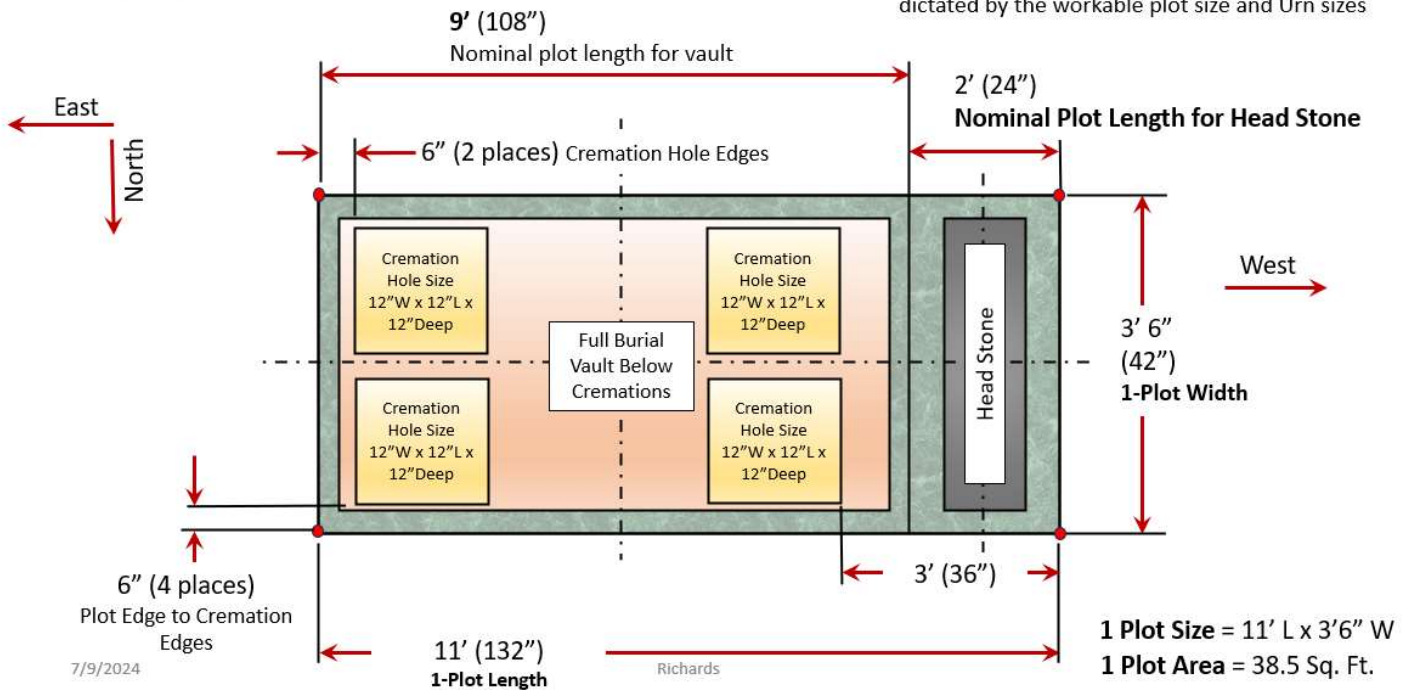 dictated by the workable plot size and Urn sizes
9’ (108”)
Nominal plot length for vault
2’ (24”)
Nominal Plot Length for Head Stone
East
North
6” (2 places) Cremation Hole Edges
Cremation
Hole Size
12”W x 12”L x
12”Deep
Cremation
Hole Size
12”W x 12”L x
12”Deep
West
Full Burial
Vault Below
Cremations
Head Stone
3’ 6”
(42”)
1-Plot Width
Cremation
Hole Size
12”W x 12”L x
12”Deep
Cremation
Hole Size
12”W x 12”L x
12”Deep
3’ (36”)
6” (4 places)
Plot Edge to Cremation
Edges
11’ (132”)
1-Plot Length
1 Plot Size = 11’ L x 3’6” W
1 Plot Area = 38.5 Sq. Ft.
7/9/2024
Richards